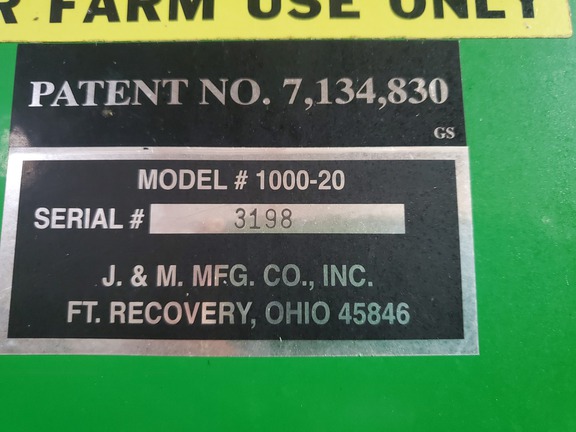 FARM USE ONLY
PATENT NO. 7,134,830
GS
MODEL # 1000-20
SERIAL # 3198
J. & M. MFG. CO., INC.
FT. RECOVERY, OHIO 45846